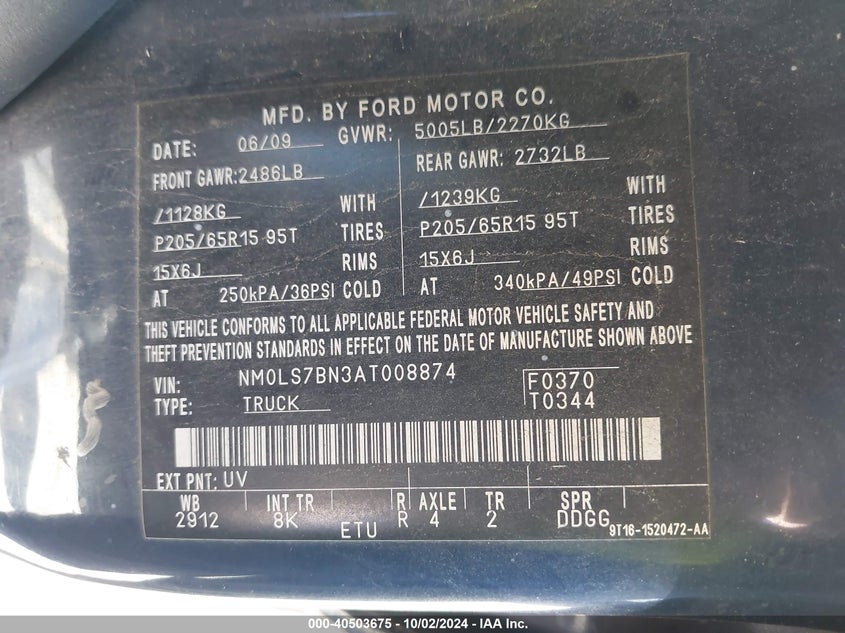 MFD. BY FORD MOTOR CO.
DATE: 06/09 GVWR: 5005LB/2270KG
FRONT GAWR:2486LB REAR GAWR: 2732LB
/1128KG WITH /1239KG WITH
P205/65R15 95T TIRES P205/65R15 95T TIRES
15X6J RIMS 15X6J RIMS
AT 250kPA/36PSI COLD AT 340kPA/49PSI COLD
THIS VEHICLE CONFORMS TO ALL APPLICABLE FEDERAL MOTOR VEHICLE SAFETY AND
THEFT PREVENTION STANDARDS IN EFFECT ON THE DATE OF MANUFACTURE SHOWN ABOVE
VIN: NM0LS7BN3AT008874 F0370
TYPE: TRUCK T0344
EXT PNT: UV
WB INT TR R AXLE TR SPR
2912 8K ETU R 4 2 DDGG 9T16-1520472-AA
000-40503675 - 10/02/2024 - IAA Inc.